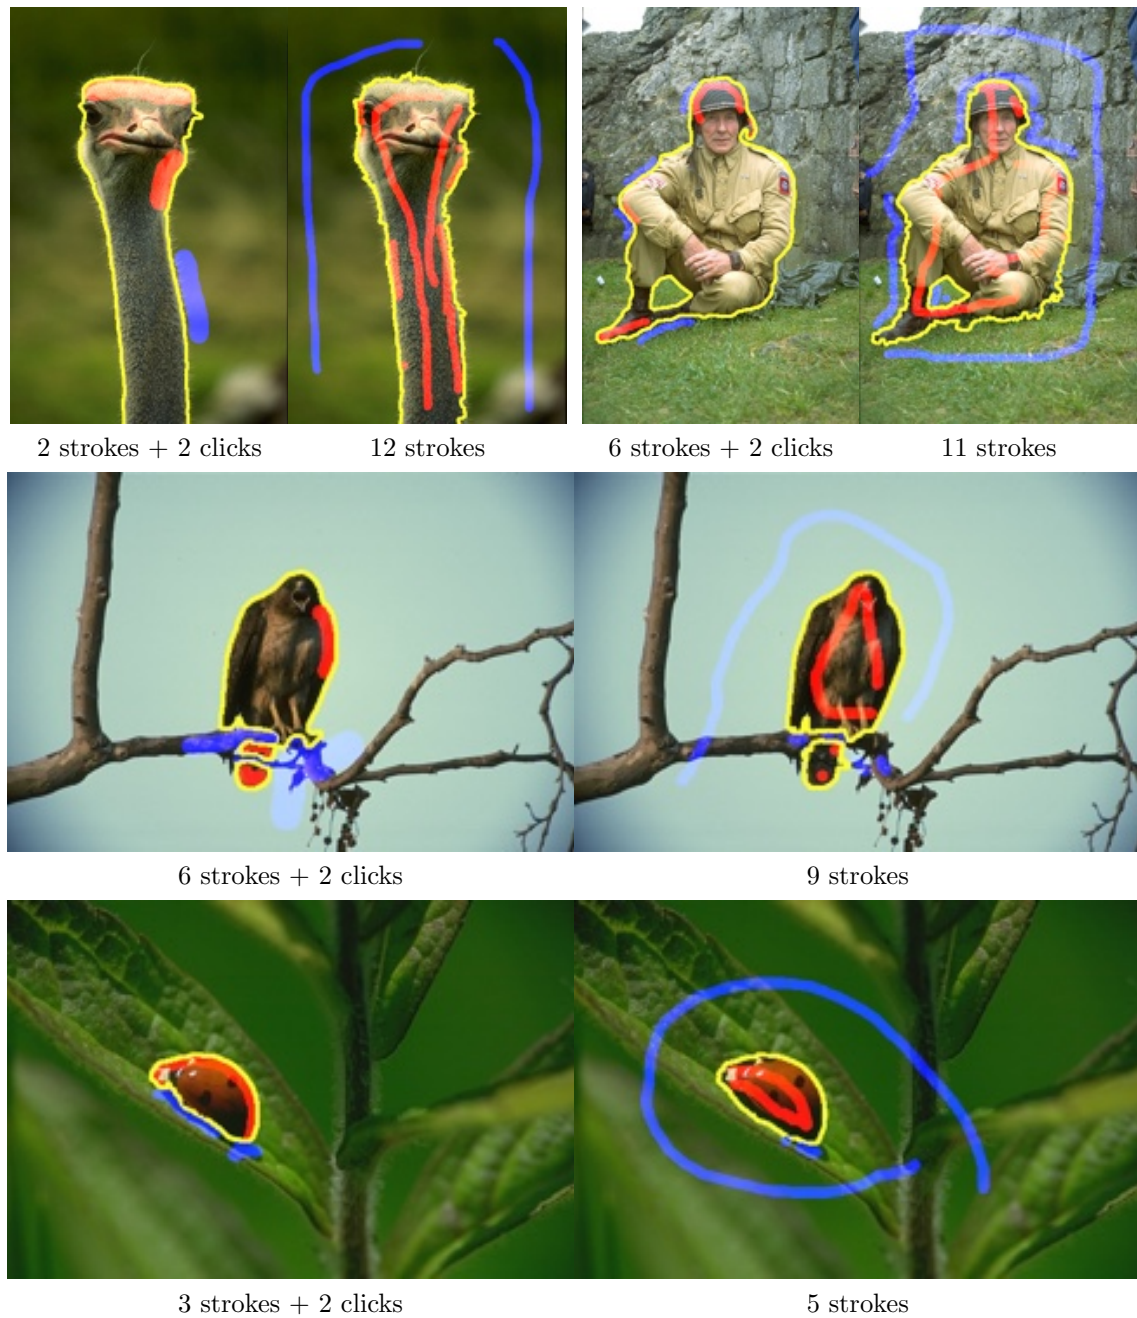 2 strokes + 2 clicks
12 strokes
6 strokes + 2 clicks
11 strokes
6 strokes + 2 clicks
9 strokes
3 strokes + 2 clicks
5 strokes